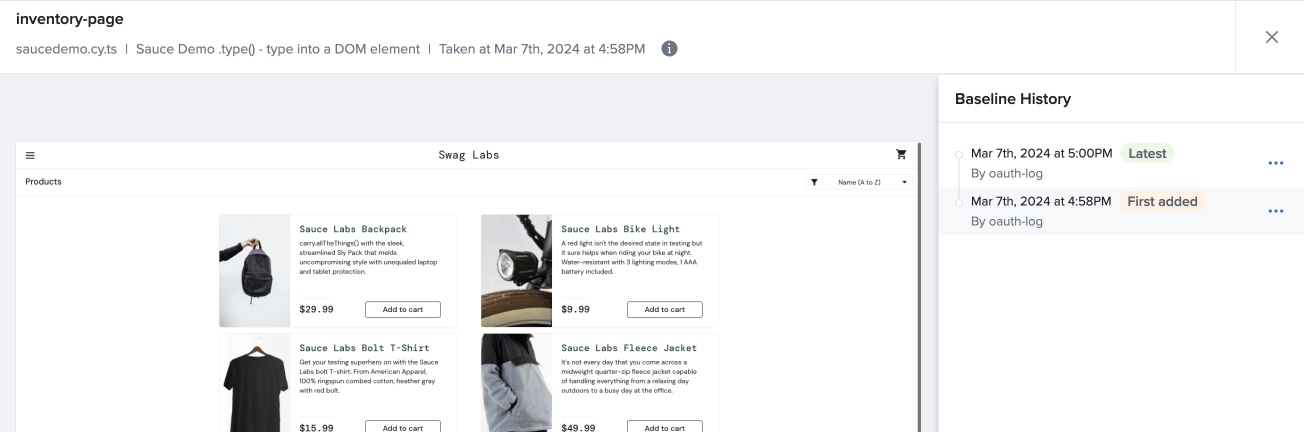 inventory-page
saucedemo.cy.ts | Sauce Demo .type() - type into a DOM element | Taken at Mar 7th, 2024 at 4:58PM
Baseline History
Mar 7th, 2024 at 5:00PM Latest
By oauth-log
Mar 7th, 2024 at 4:58PM First added
By oauth-log
Swag Labs
Products
Name (A to Z)
Sauce Labs Backpack
carry.allTheThings() with the sleek,
streamlined Sly Pack that melds
uncompromising style with unequaled laptop
and tablet protection.
$29.99 Add to cart
Sauce Labs Bike Light
A red light isn't the desired state in testing but
it sure helps when riding your bike at night.
Water-resistant with 3 lighting modes, 1 AAA
battery included.
$9.99 Add to cart
Sauce Labs Bolt T-Shirt
Get your testing superhero on with the Sauce
Labs bolt T-shirt. From American Apparel,
100% ringspun combed cotton, heather gray
with red bolt.
$15.99 Add to cart
Sauce Labs Fleece Jacket
It's not every day that you come across a
midweight quarter-zip fleece jacket capable
of handling everything from a relaxing day
outdoors to a busy day at the office.
$49.99 Add to cart